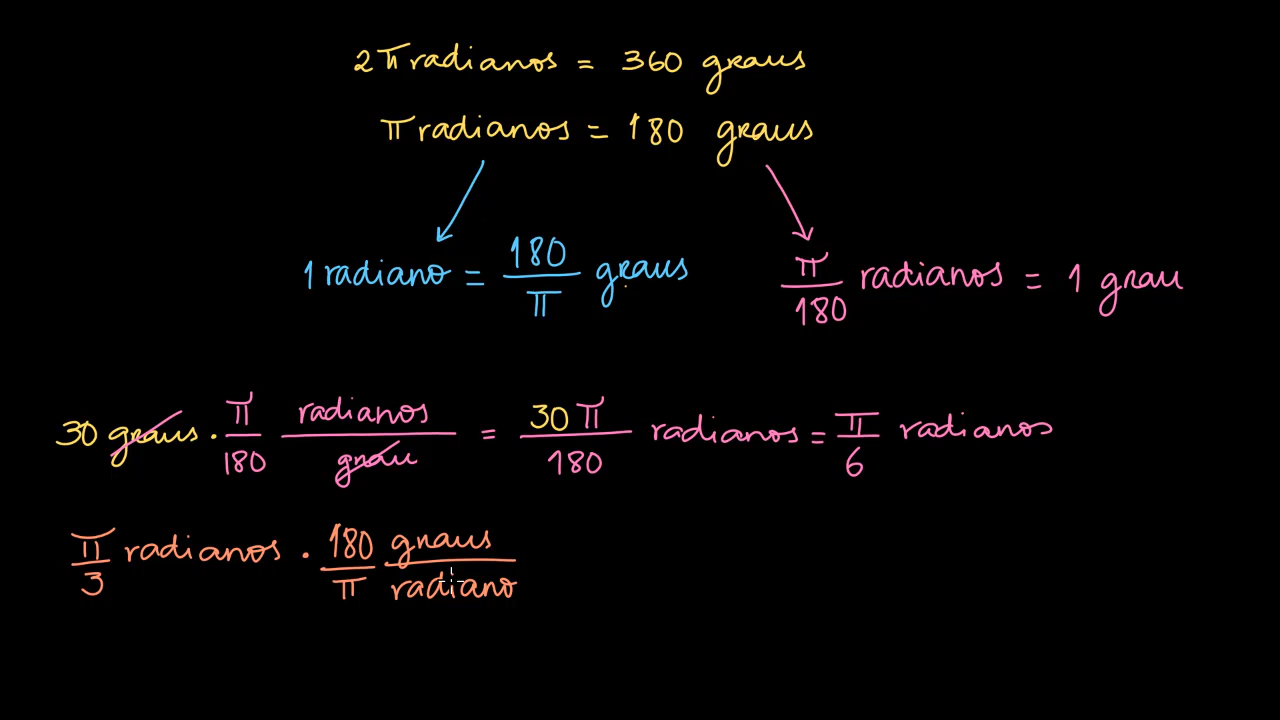 2π radianos = 360 graus
π radianos = 180 graus
1 radiano = 180/π graus
π/180 radianos = 1 grau
30 graus · π/180 radianos/grau = 30π/180 radianos = π/6 radianos
π/3 radianos · 180/π graus/radiano